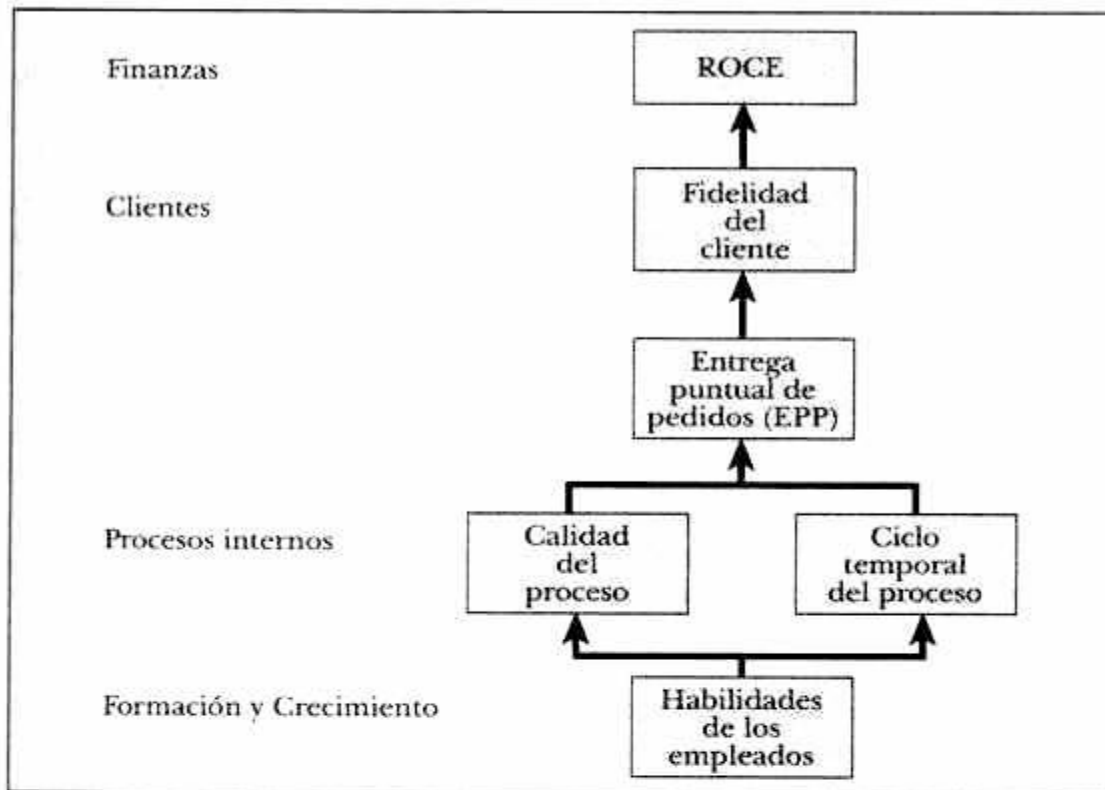 Finanzas
ROCE
Clientes
Fidelidad
del
cliente
Entrega
puntual de
pedidos (EPP)
Procesos internos
Calidad
del
proceso
Ciclo
temporal
del proceso
Formación y Crecimiento
Habilidades
de los
empleados